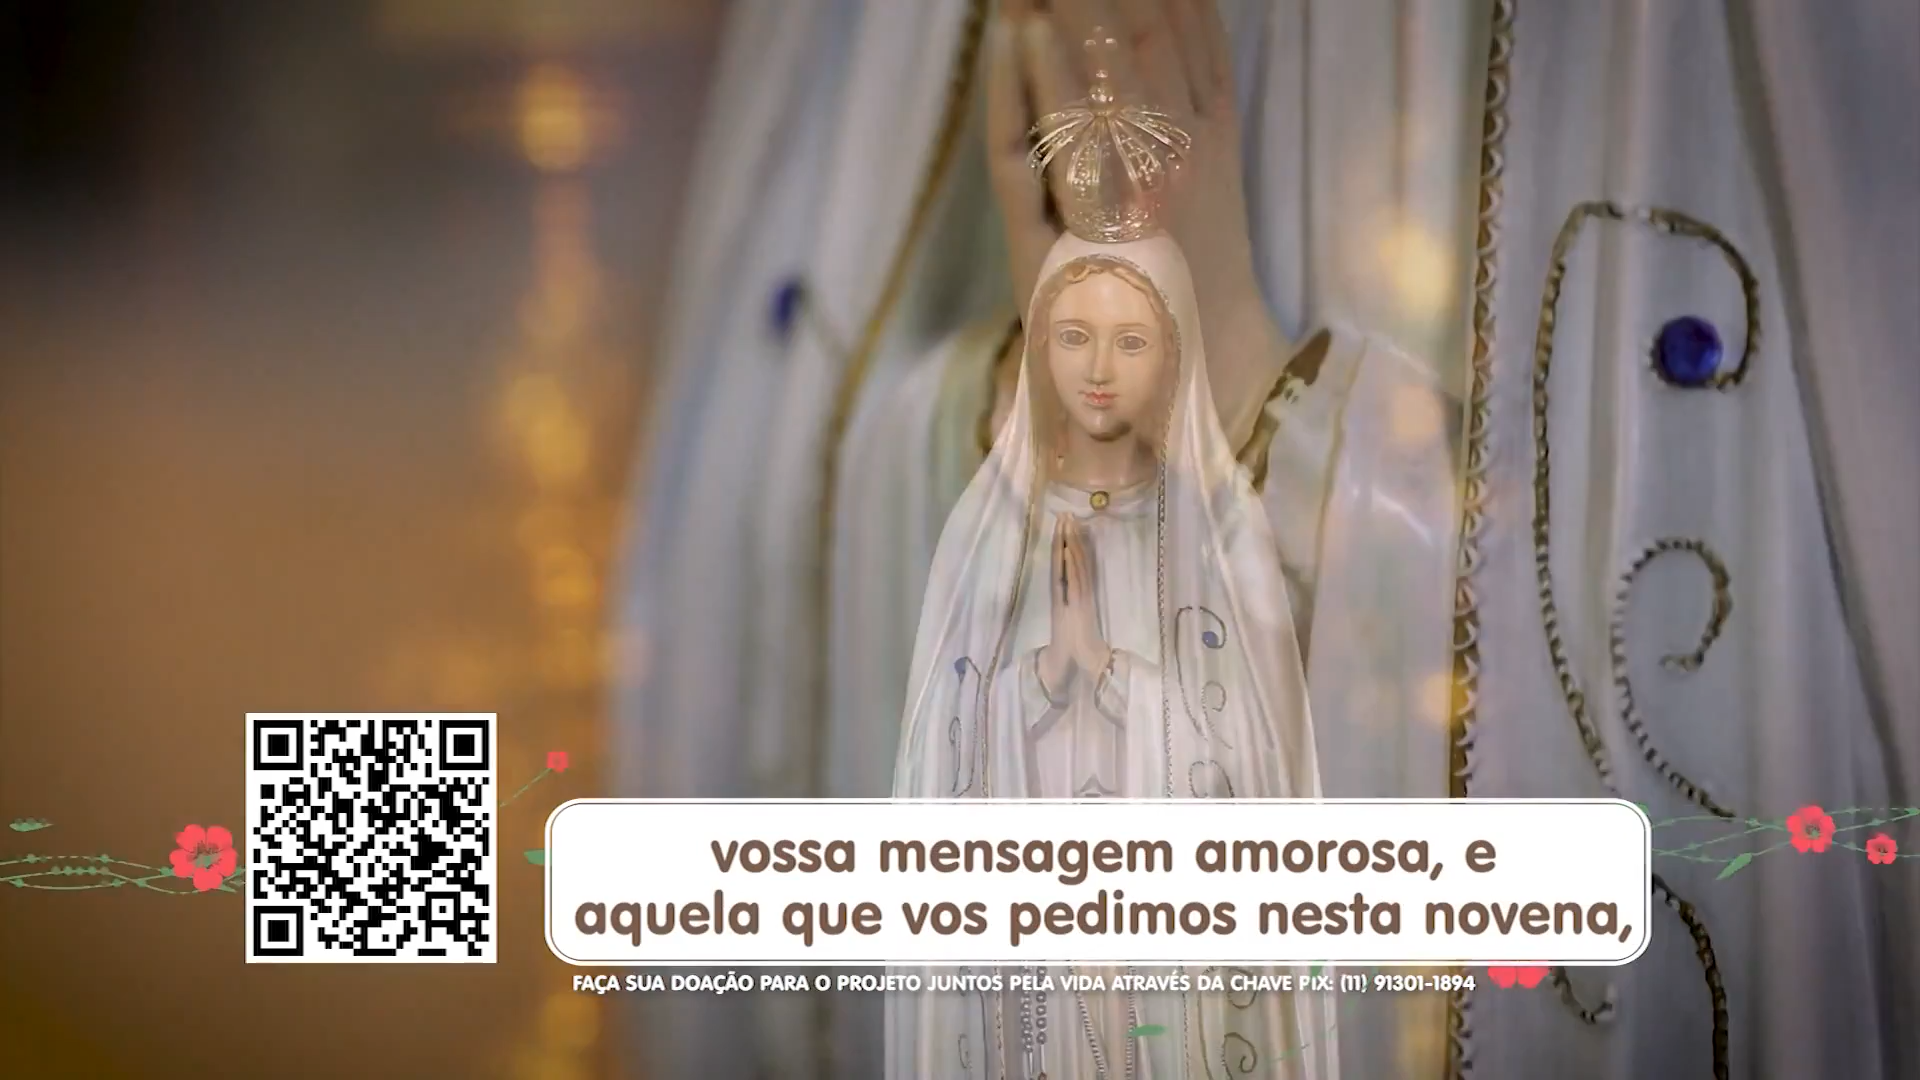 vossa mensagem amorosa, e
aquela que vos pedimos nesta novena,
FAÇA SUA DOAÇÃO PARA O PROJETO JUNTOS PELA VIDA ATRAVÉS DA CHAVE PIX: (11) 91301-1894